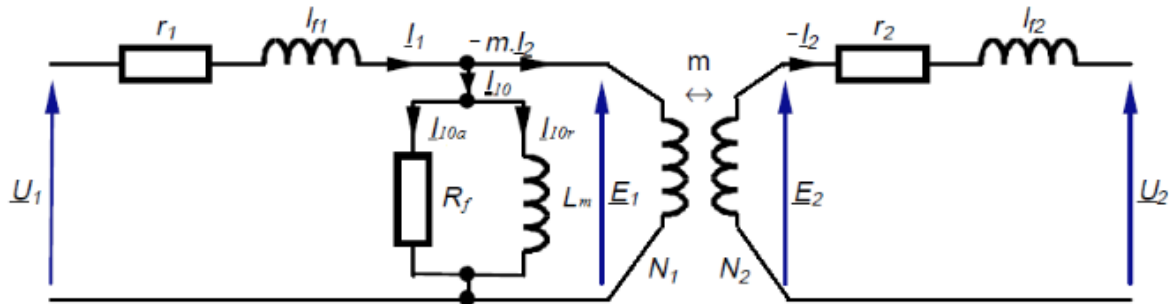 r1 lf1 I1 -m.I2 m -I2 r2 lf2
↔
I10
I10a I10r
U1 Rf Lm E1 E2 U2
N1 N2